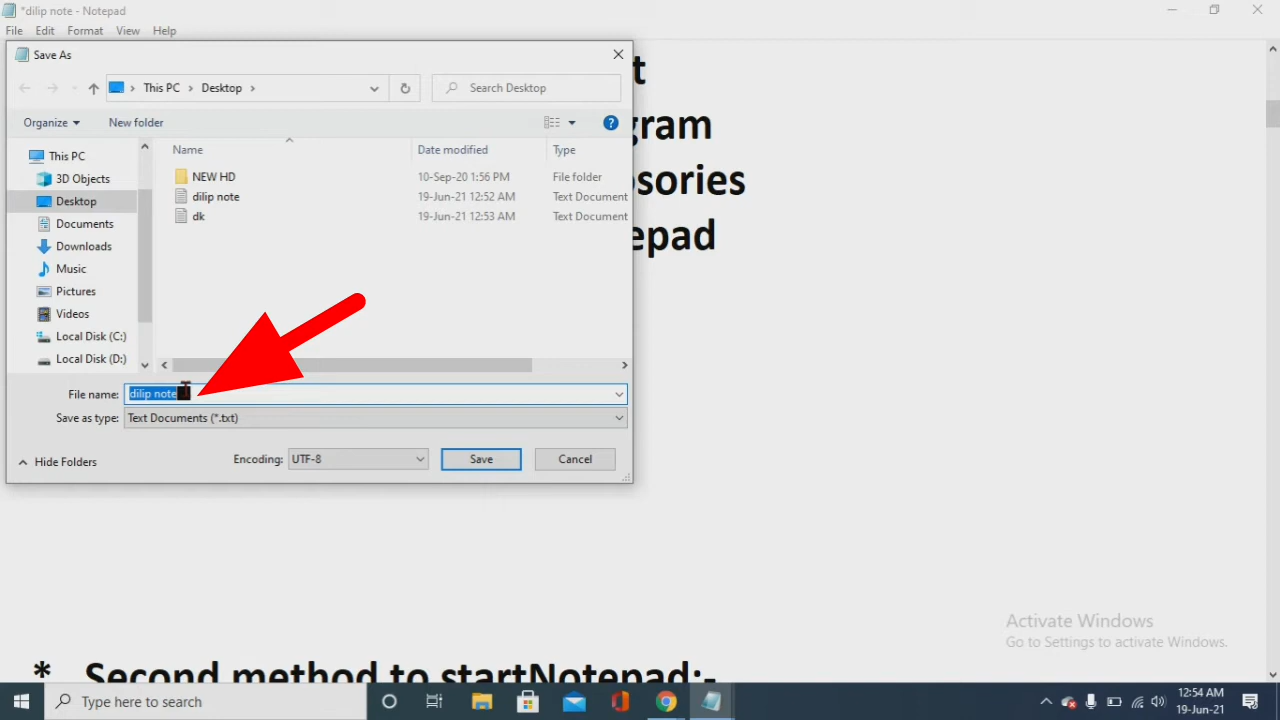 *dilip note - Notepad
File Edit Format View Help
Save As
This PC Desktop
Search Desktop
Organize New folder
Name Date modified Type
This PC
3D Objects
Desktop
Documents
Downloads
Music
Pictures
Videos
Local Disk (C:)
Local Disk (D:)
NEW HD 10-Sep-20 1:56 PM File folder
dilip note 19-Jun-21 12:52 AM Text Document
dk 19-Jun-21 12:53 AM Text Document
t
gram
sories
epad
File name: dilip note
Save as type: Text Documents (*.txt)
Hide Folders Encoding: UTF-8 Save Cancel
Activate Windows
Go to Settings to activate Windows.
* Second method to startNotepad:-
Type here to search
12:54 AM
19-Jun-21